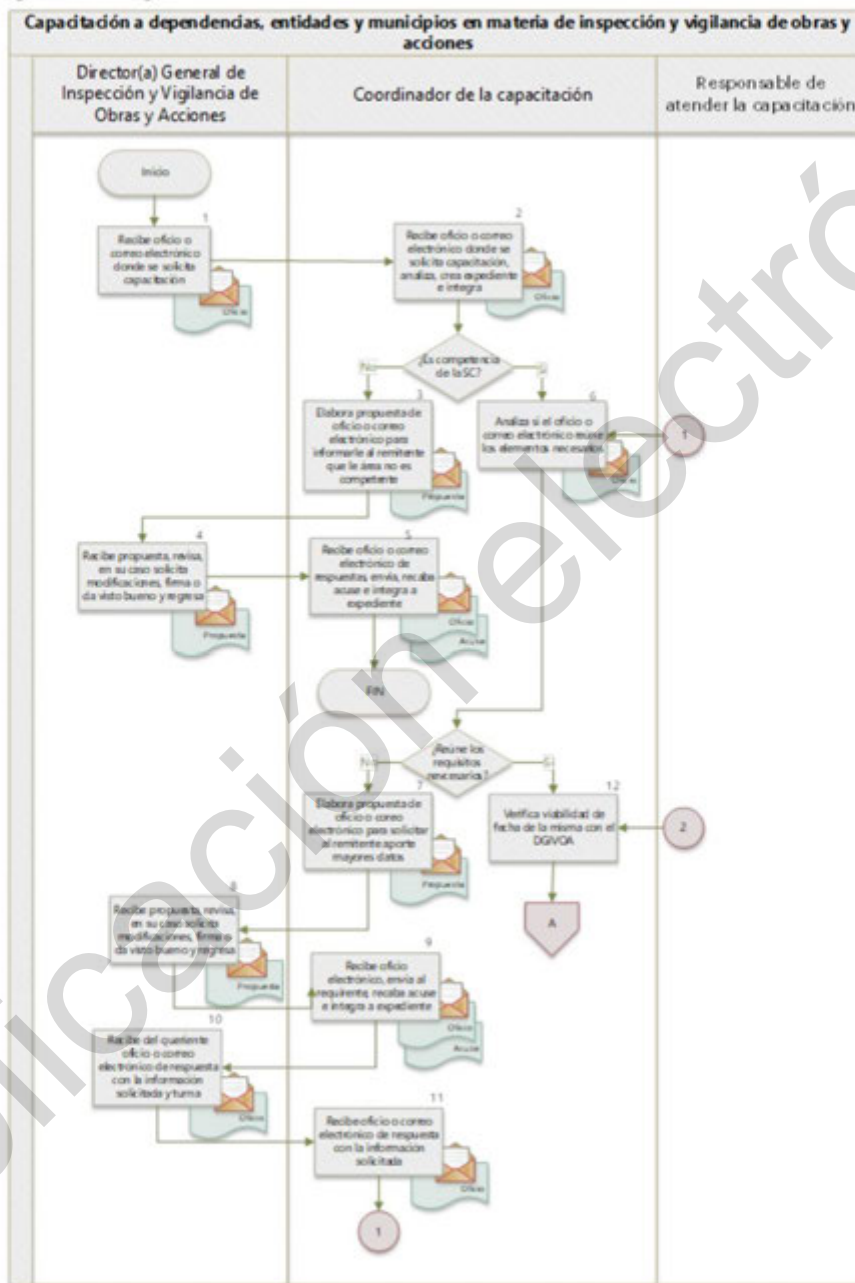 Capacitación a dependencias, entidades y municipios en materia de inspección y vigilancia de obras y
acciones
Director(a) General de
Inspección y Vigilancia de
Obras y Acciones
Coordinador de la capacitación
Responsable de
atender la capacitación
Inicio
1
Recibe oficio o
correo electrónico
donde se solicita
capacitación
Oficio
2
Recibe oficio o correo
electrónico donde se
solicita capacitación,
analiza, crea expediente
e integra
Oficio
¿Es competencia
de la SC?
No
Si
3
Elabora propuesta de
oficio o correo
electrónico para
informarle al remitente
que le área no es
competente
Propuesta
6
Analiza si el oficio o
correo electrónico reúne
los elementos necesarios
Oficio
1
4
Recibe propuesta, revisa,
en su caso solicita
modificaciones, firma o
da visto bueno y regresa
Propuesta
5
Recibe oficio o correo
electrónico de
respuestas, envía, recaba
acuse e integra a
expediente
Oficio
Acuse
FIN
¿Reúne los
requisitos
necesarios?
No
Si
7
Elabora propuesta de
oficio o correo
electrónico para solicitar
al remitente aporte
mayores datos
Propuesta
12
Verifica viabilidad de
fecha de la misma con el
DGIVOA
2
A
8
Recibe propuesta, revisa,
en su caso solicita
modificaciones, firma o
da visto bueno y regresa
Propuesta
9
Recibe oficio
electrónico, envía al
requirente, recaba acuse
e integra a expediente
Oficio
Acuse
10
Recibe del queriente
oficio o correo
electrónico de respuesta
con la información
solicitada y turna
Oficio
11
Recibe oficio o correo
electrónico de respuesta
con la información
solicitada
Oficio
1